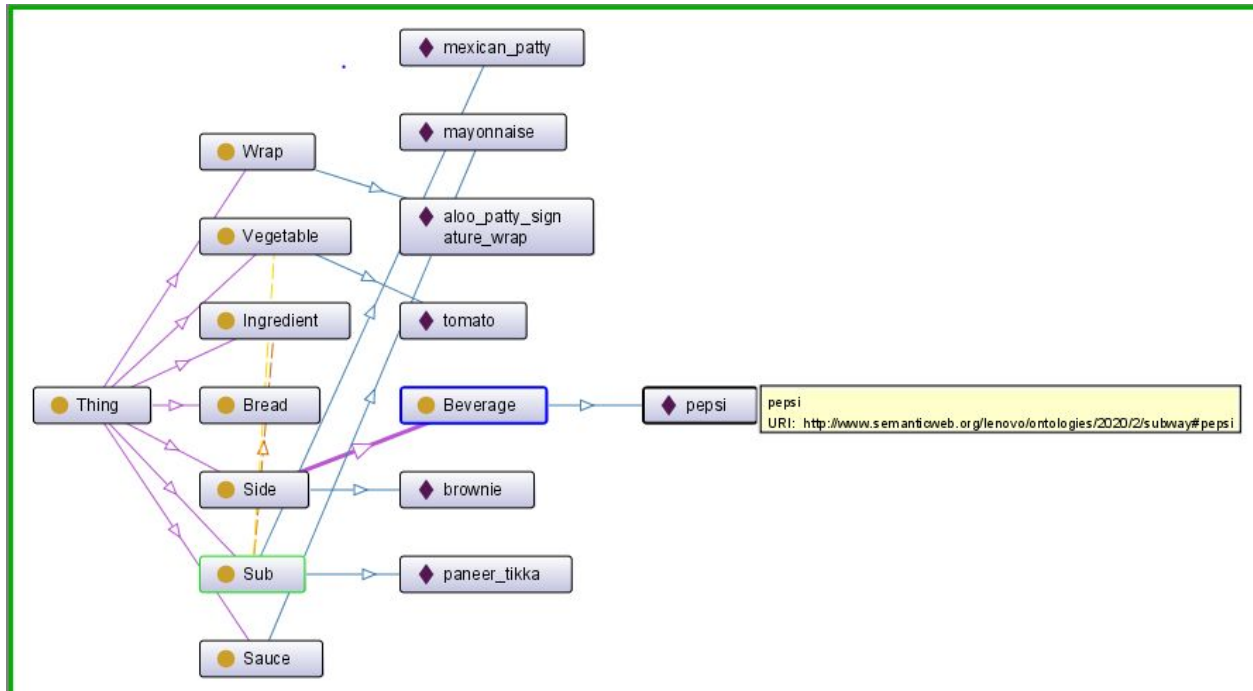 mexican_patty
mayonnaise
Wrap
aloo_patty_sign
ature_wrap
Vegetable
Ingredient
tomato
Thing
Bread
Beverage
pepsi
pepsi
URI: http://www.semanticweb.org/lenovo/ontologies/2020/2/subway#pepsi
Side
brownie
Sub
paneer_tikka
Sauce